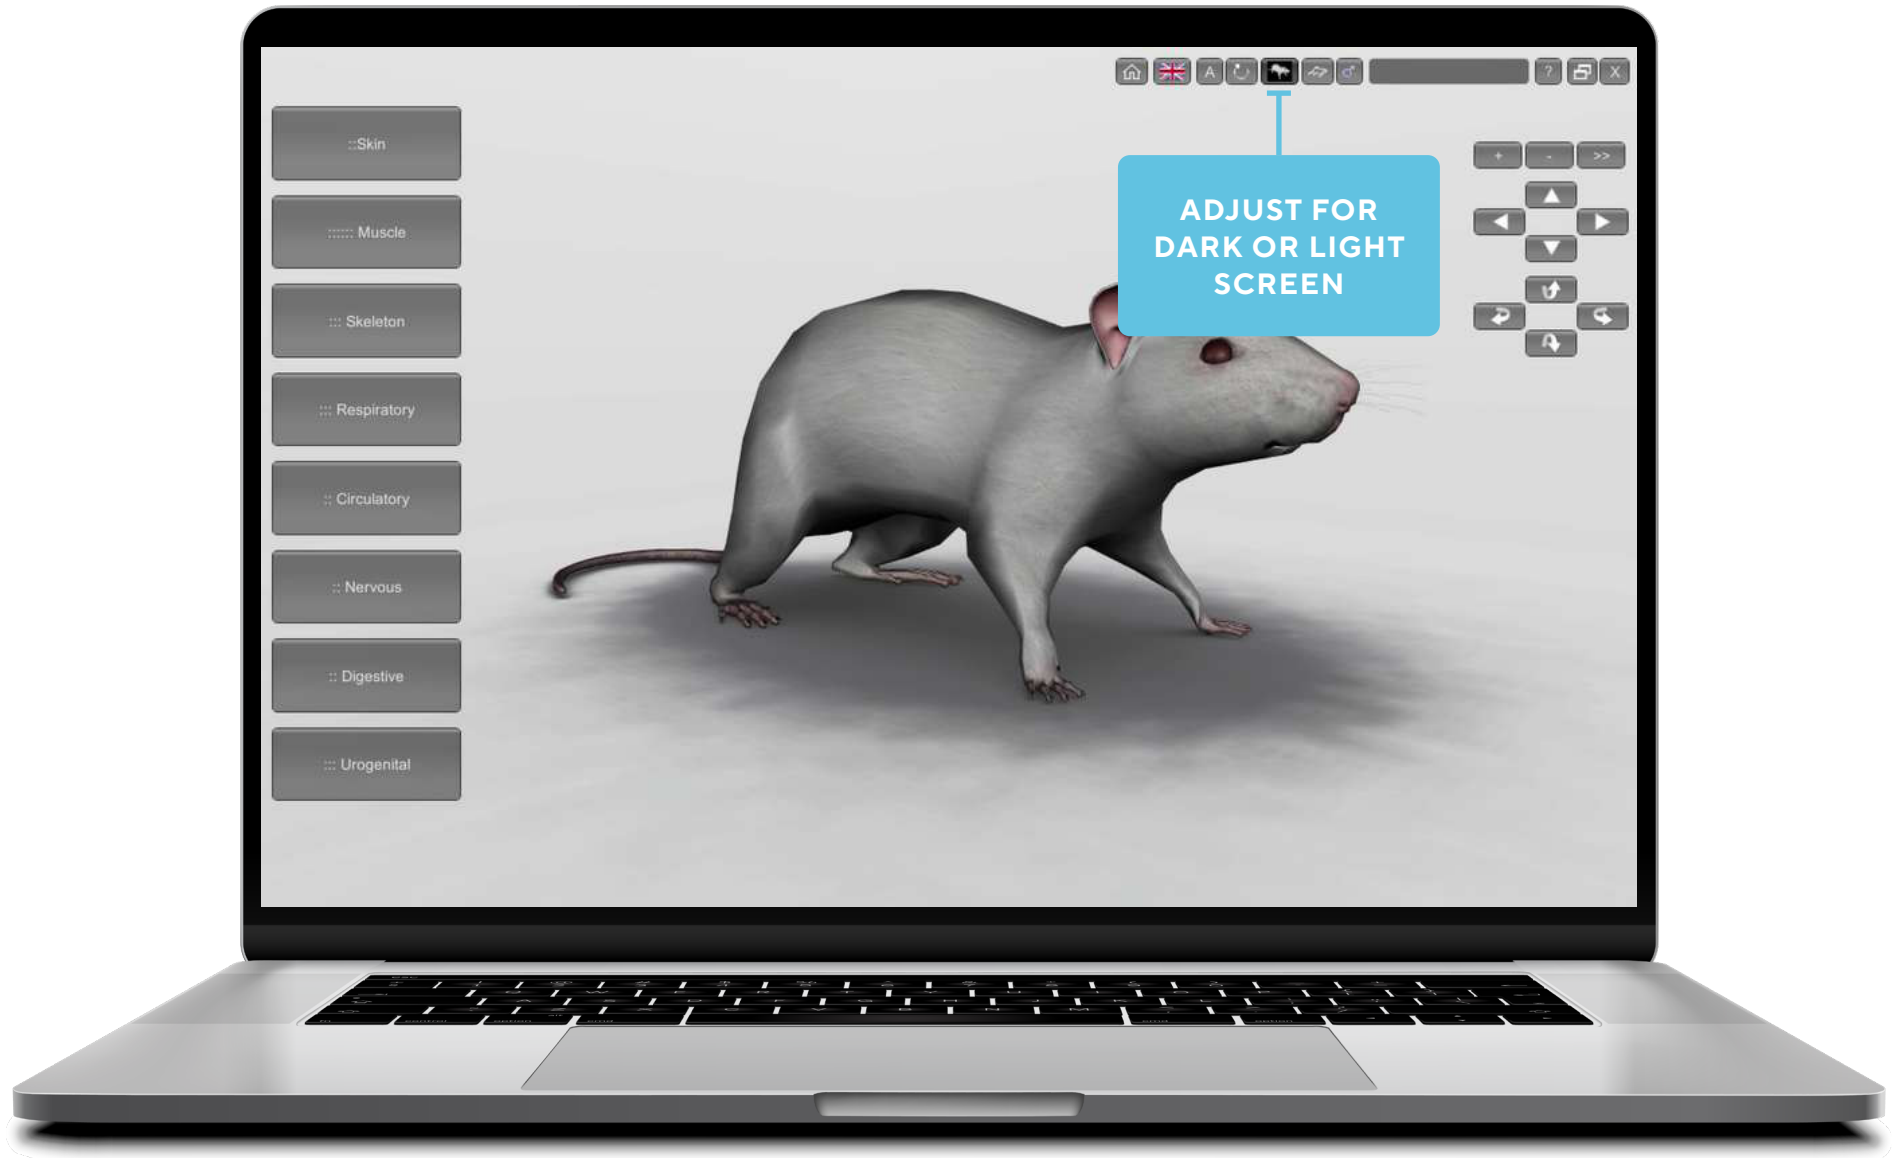 A
?
X
::Skin
:::::: Muscle
::: Skeleton
::: Respiratory
:: Circulatory
:: Nervous
:: Digestive
::: Urogenital
ADJUST FOR
DARK OR LIGHT
SCREEN
+
-
>>